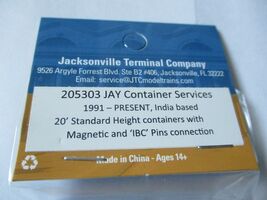 Jacksonville Terminal Company
9526 Argyle Forrest Blvd. Ste B2 #406, Jacksonville, FL 32222
Email: service@JTCmodeltrains.com
205303 JAY Container Services
1991 – PRESENT, India based
20' Standard Height containers with
Magnetic and 'IBC' Pins connection
Made in China - Ages 14+